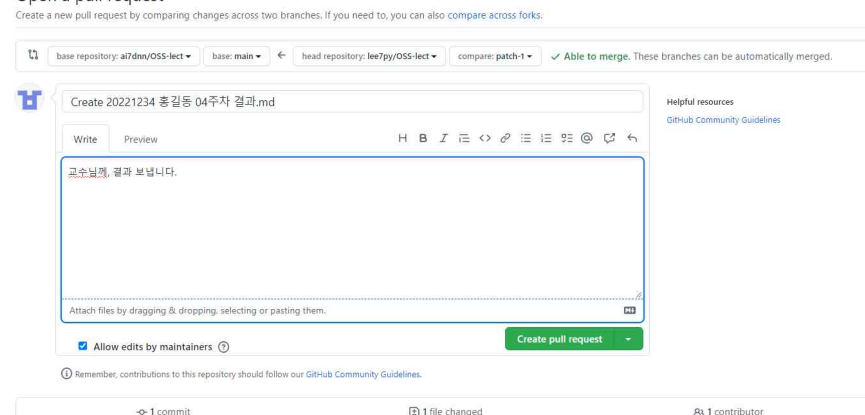 Create a new pull request by comparing changes across two branches. If you need to, you can also compare across forks.
base repository: ai7dnn/OSS-lect base: main head repository: lee7py/OSS-lect compare: patch-1 Able to merge. These branches can be automatically merged.
Create 20221234 홍길동 04주차 결과.md
Helpful resources
GitHub Community Guidelines
Write Preview
교수님께, 결과 보냅니다.
Attach files by dragging & dropping, selecting or pasting them.
Create pull request
Allow edits by maintainers
Remember, contributions to this repository should follow our GitHub Community Guidelines.
1 commit 1 file changed 1 contributor